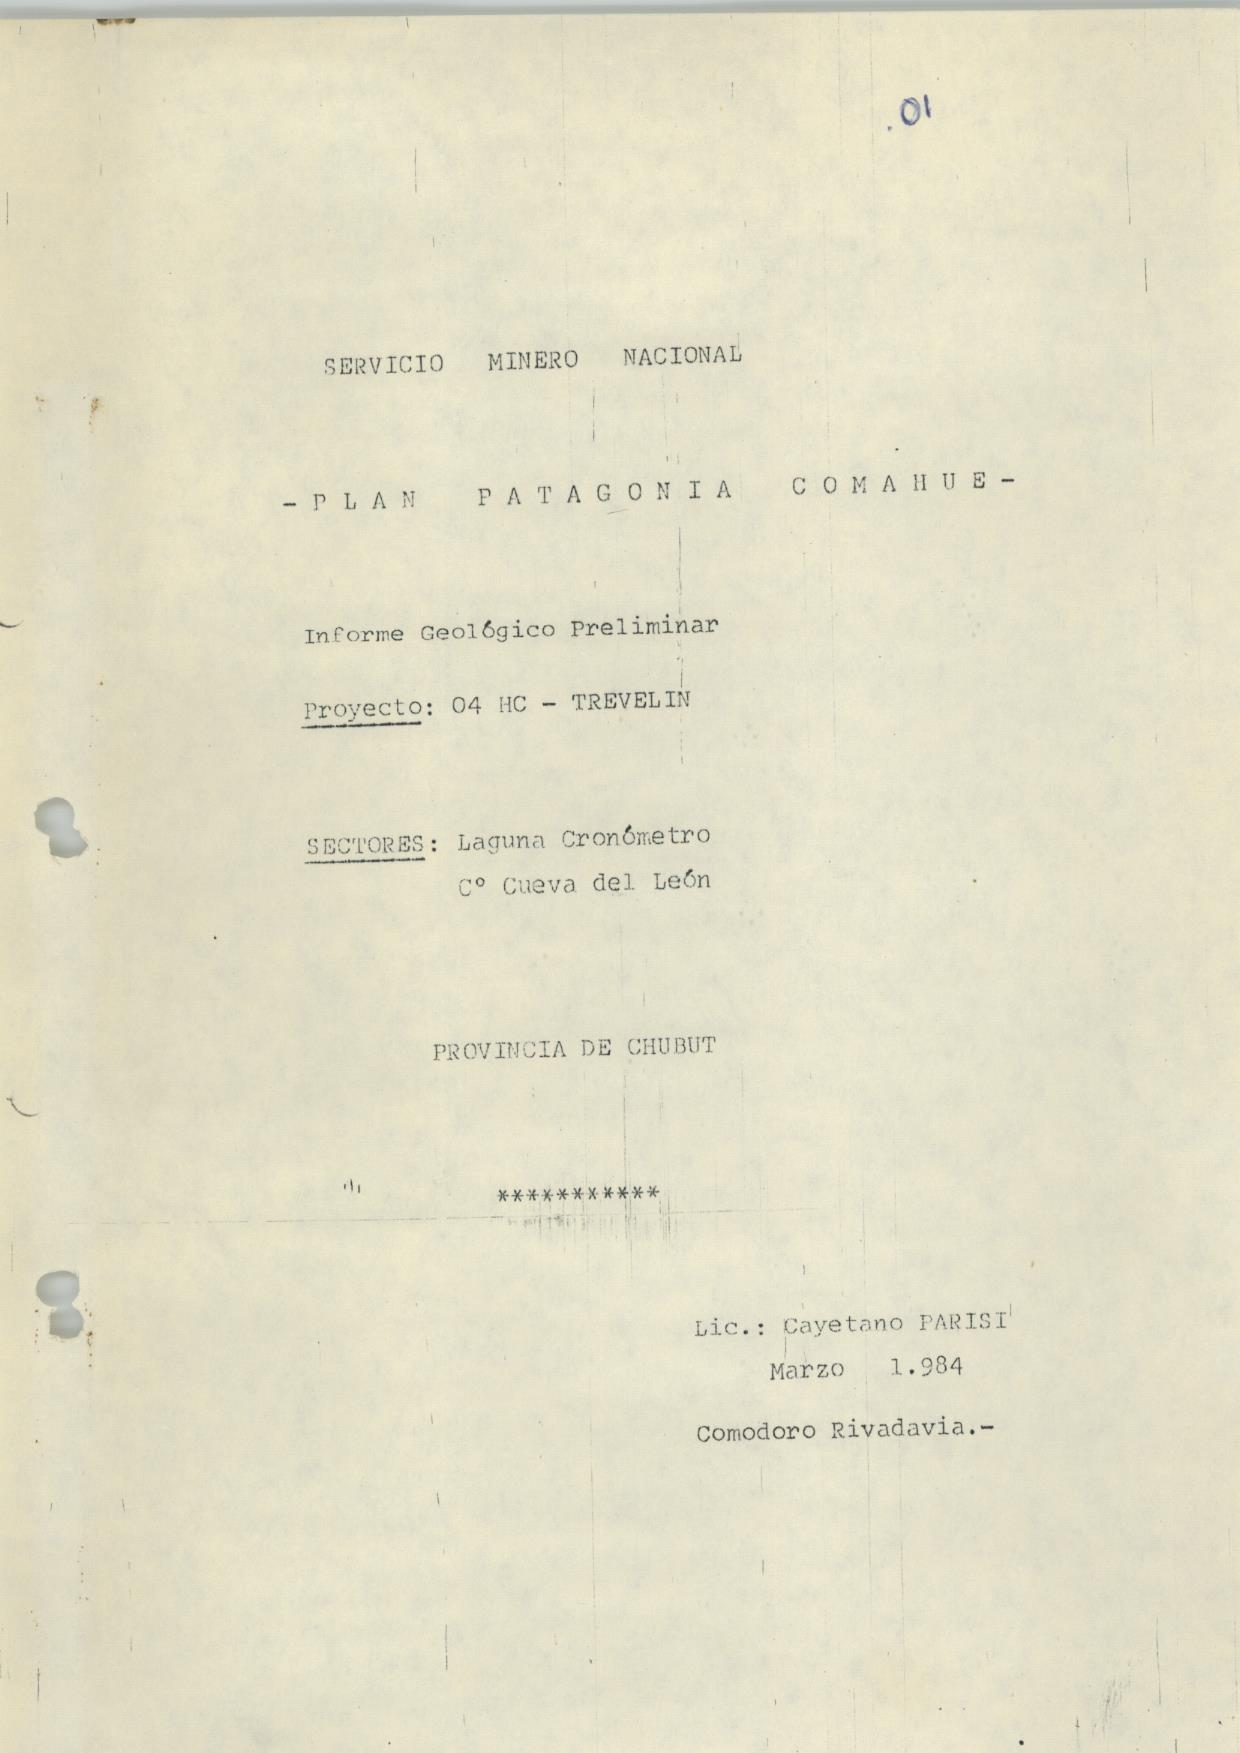 .01
SERVICIO MINERO NACIONAL
-PLAN PATAGONIA COMAHUE-
Informe Geológico Preliminar
Proyecto: 04 HC - TREVELIN
SECTORES: Laguna Cronómetro
Cº Cueva del León
PROVINCIA DE CHUBUT
***********
Lic.: Cayetano PARISI
Marzo 1.984
Comodoro Rivadavia.-